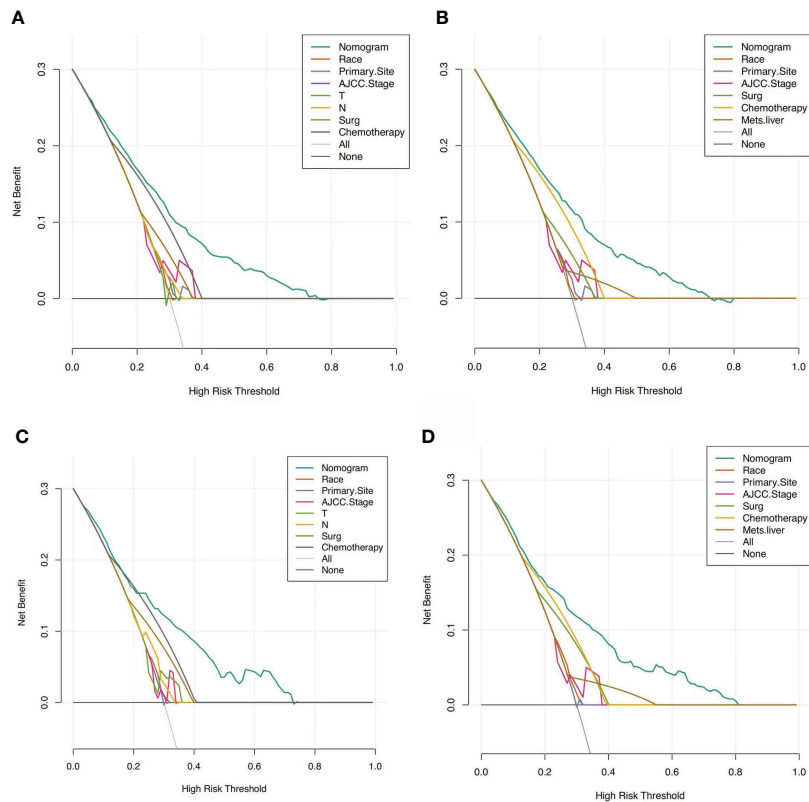 A
Nomogram
Race
Primary.Site
AJCC.Stage
T
N
Surg
Chemotherapy
All
None
Net Benefit
0.3
0.2
0.1
0.0
0.0 0.2 0.4 0.6 0.8 1.0
High Risk Threshold
B
Nomogram
Race
Primary.Site
AJCC.Stage
Surg
Chemotherapy
Mets.liver
All
None
Net Benefit
0.3
0.2
0.1
0.0
0.0 0.2 0.4 0.6 0.8 1.0
High Risk Threshold
C
Nomogram
Race
Primary.Site
AJCC.Stage
T
N
Surg
Chemotherapy
All
None
Net Benefit
0.3
0.2
0.1
0.0
0.0 0.2 0.4 0.6 0.8 1.0
High Risk Threshold
D
Nomogram
Race
Primary.Site
AJCC.Stage
Surg
Chemotherapy
Mets.liver
All
None
Net Benefit
0.3
0.2
0.1
0.0
0.0 0.2 0.4 0.6 0.8 1.0
High Risk Threshold